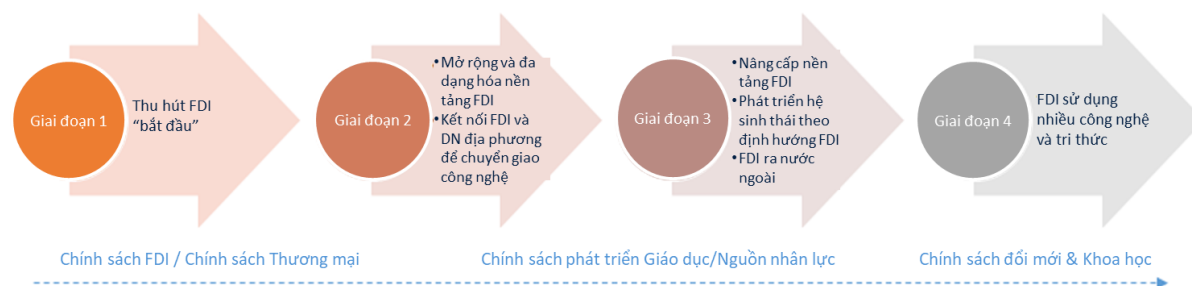 Giai đoạn 1
Thu hút FDI
“bắt đầu”
Giai đoạn 2
•Mở rộng và đa
dạng hóa nền
tảng FDI
•Kết nối FDI và
DN địa phương
để chuyển giao
công nghệ
Giai đoạn 3
•Nâng cấp nền
tảng FDI
•Phát triển hệ
sinh thái theo
định hướng FDI
•FDI ra nước
ngoài
Giai đoạn 4
FDI sử dụng
nhiều công nghệ
và tri thức
Chính sách FDI / Chính sách Thương mại
Chính sách phát triển Giáo dục/Nguồn nhân lực
Chính sách đổi mới & Khoa học